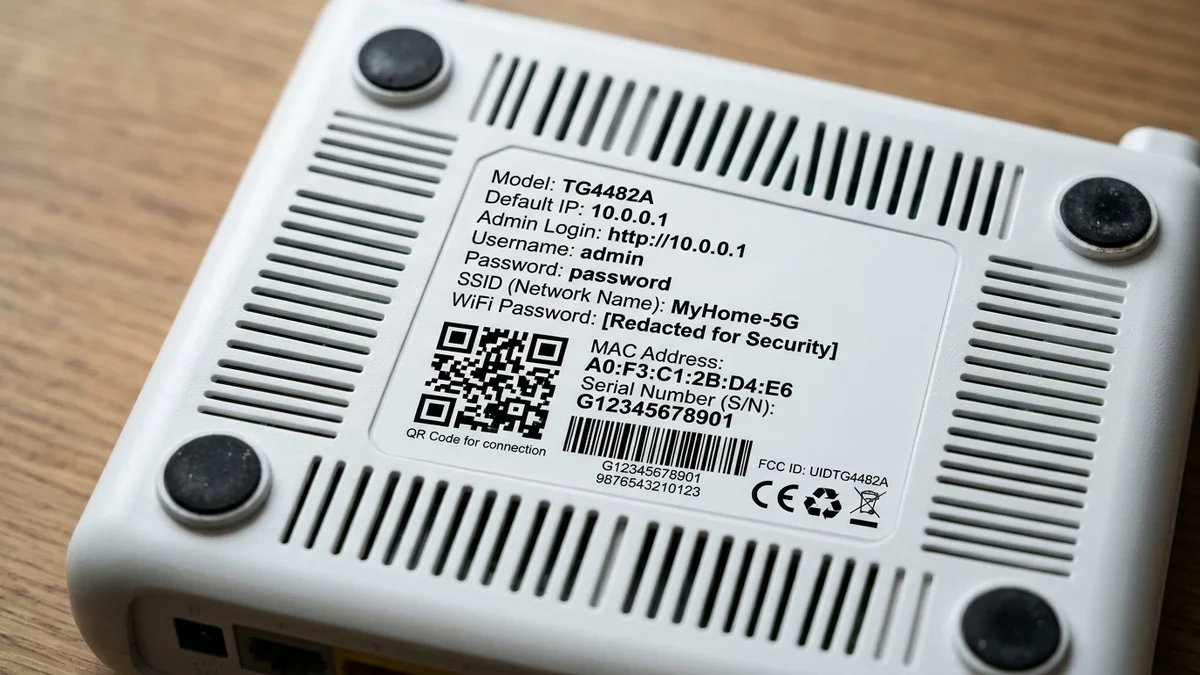 Model: TG4482A
Default IP: 10.0.0.1
Admin Login: http://10.0.0.1
Username: admin
Password: password
SSID (Network Name): MyHome-5G
WiFi Password: [Redacted for Security]
MAC Address:
A0:F3:C1:2B:D4:E6
Serial Number (S/N):
G12345678901
QR Code for connection
G12345678901
9876543210123
FCC ID: UIDTG4482A
CE